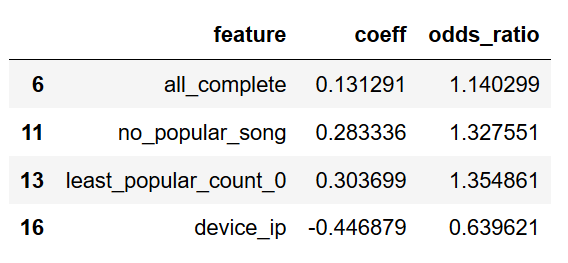 feature coeff odds_ratio
6 all_complete 0.131291 1.140299
11 no_popular_song 0.283336 1.327551
13 least_popular_count_0 0.303699 1.354861
16 device_ip -0.446879 0.639621